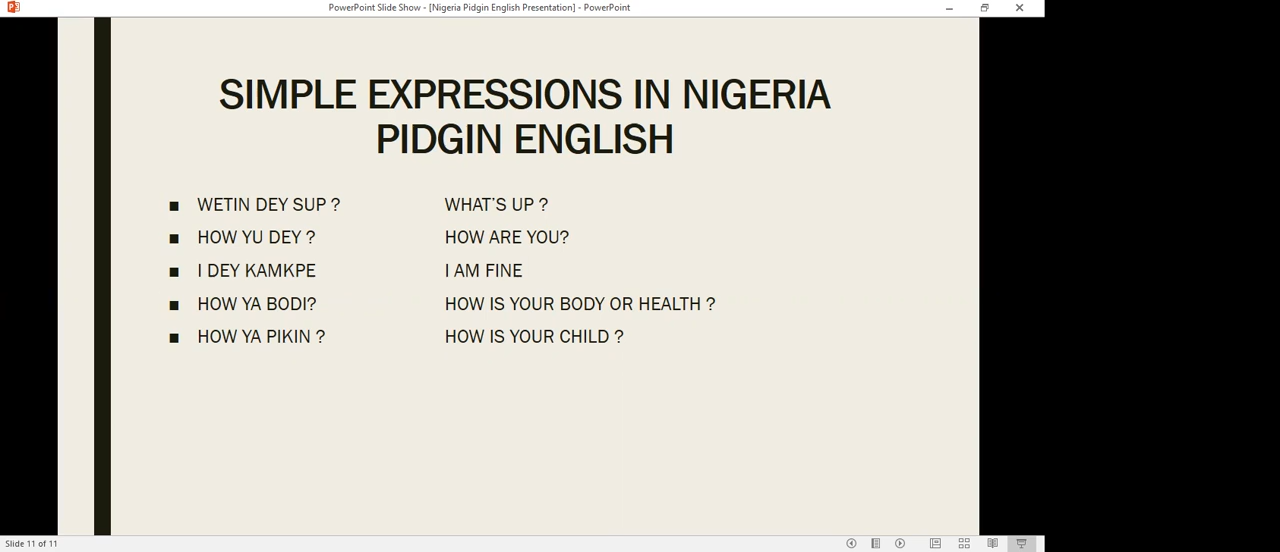 PowerPoint Slide Show - [Nigeria Pidgin English Presentation] - PowerPoint
SIMPLE EXPRESSIONS IN NIGERIA
PIDGIN ENGLISH
■ WETIN DEY SUP ? WHAT'S UP ?
■ HOW YU DEY ? HOW ARE YOU?
■ I DEY KAMKPE I AM FINE
■ HOW YA BODI? HOW IS YOUR BODY OR HEALTH ?
■ HOW YA PIKIN ? HOW IS YOUR CHILD ?
Slide 11 of 11